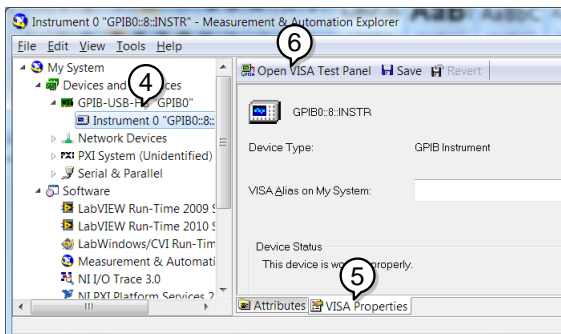 Instrument 0 "GPIB0::8::INSTR" - Measurement & Automation Explorer
File Edit View Tools Help
6
My System
Devices and
4
GPIB-USB-H "GPIB0"
Instrument 0 "GPIB0::8::
Network Devices
PXI PXI System (Unidentified)
Serial & Parallel
Software
LabVIEW Run-Time 2009 S
LabVIEW Run-Time 2010 S
LabWindows/CVI Run-Tim
Measurement & Automati
NI I/O Trace 3.0
NI PXI Platform Services 2
Open VISA Test Panel Save Revert
GPIB0::8::INSTR
Device Type: GPIB Instrument
VISA Alias on My System:
Device Status
This device is working properly.
5
Attributes VISA Properties